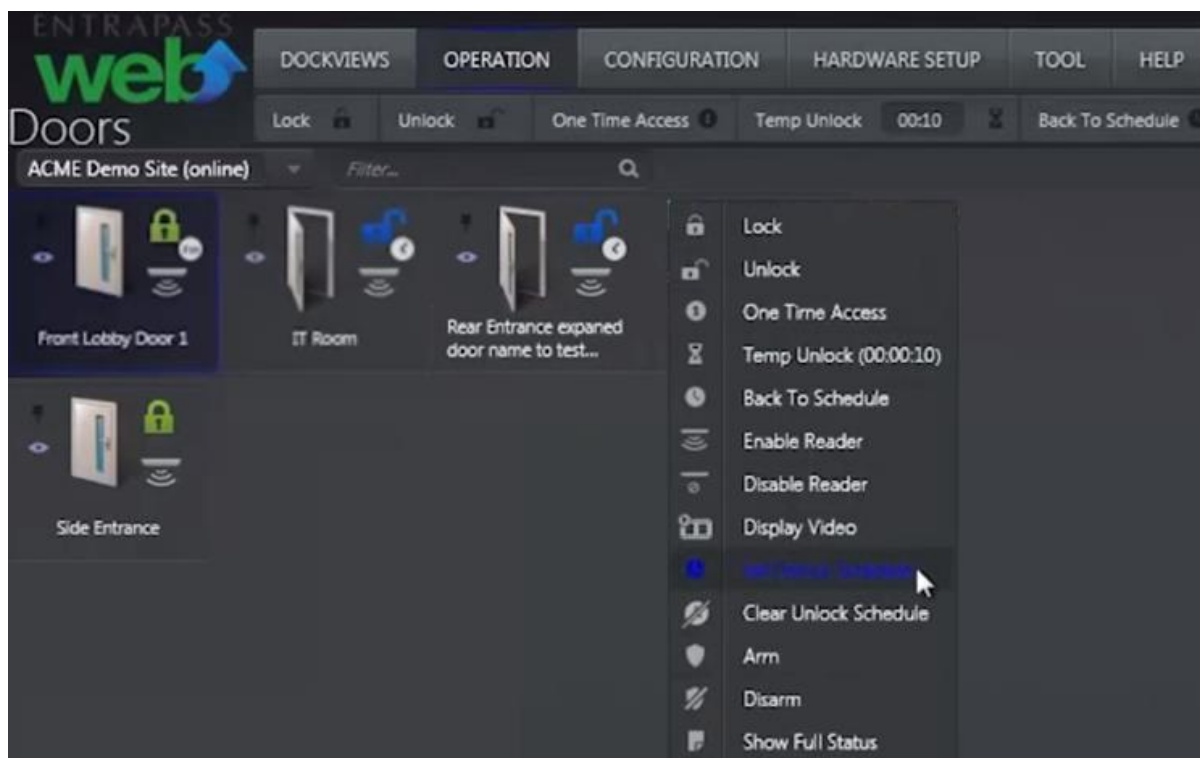 ENTRAPASS
web
Doors
DOCKVIEWS OPERATION CONFIGURATION HARDWARE SETUP TOOL HELP
Lock Unlock One Time Access Temp Unlock 00:10 Back To Schedule
ACME Demo Site (online) Filter...
Front Lobby Door 1
IT Room
Rear Entrance expaned
door name to test...
Side Entrance
Lock
Unlock
One Time Access
Temp Unlock (00:00:10)
Back To Schedule
Enable Reader
Disable Reader
Display Video
Clear Unlock Schedule
Arm
Disarm
Show Full Status